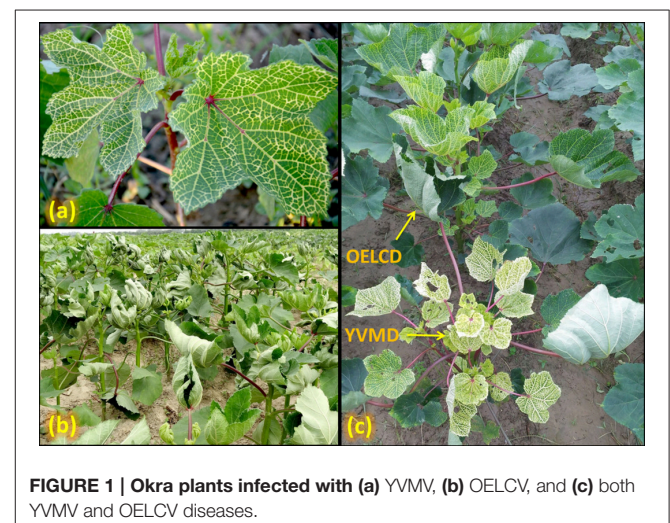 (a)
OELCD
YVMD
(b)
(c)
FIGURE 1 | Okra plants infected with (a) YVMV, (b) OELCV, and (c) both
YVMV and OELCV diseases.